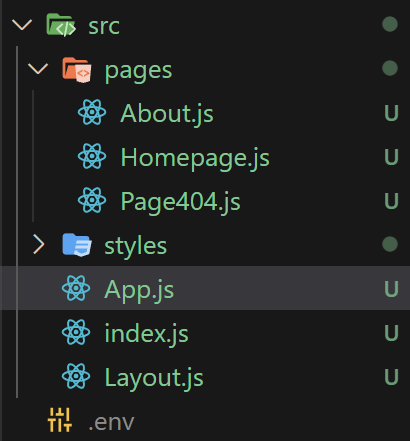 src
pages
About.js U
Homepage.js U
Page404.js U
styles
App.js U
index.js U
Layout.js U
.env